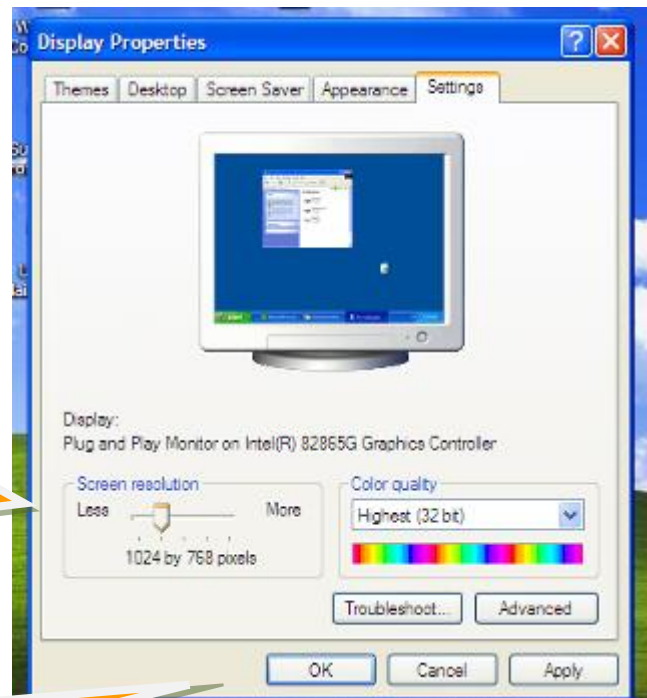 Display Properties
Themes Desktop Screen Saver Appearance Settings
Display:
Plug and Play Monitor on Intel(R) 82865G Graphics Controller
Screen resolution
Less More
1024 by 768 pixels
Color quality
Highest (32 bit)
Troubleshoot... Advanced
OK Cancel Apply